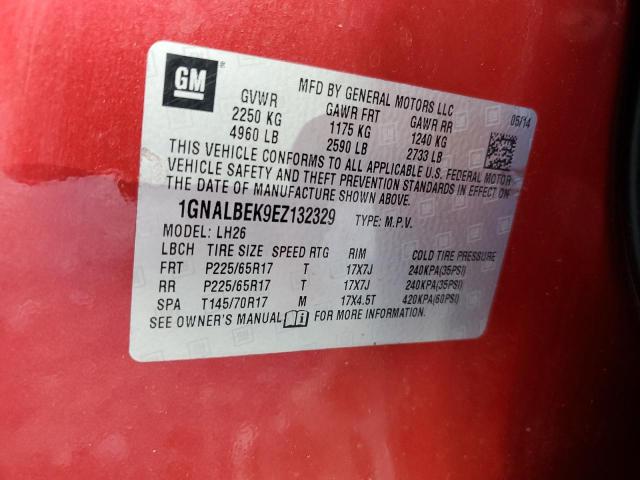 GM
MFD BY GENERAL MOTORS LLC
05/14
GVWR GAWR FRT GAWR RR
2250 KG 1175 KG 1240 KG
4960 LB 2590 LB 2733 LB
THIS VEHICLE CONFORMS TO ALL APPLICABLE U.S. FEDERAL MOTOR
VEHICLE SAFETY AND THEFT PREVENTION STANDARDS IN EFFECT ON
THE DATE OF MANUFACTURE SHOWN ABOVE.
1GNALBEK9EZ132329 TYPE: M.P.V.
MODEL: LH26
LBCH TIRE SIZE SPEED RTG RIM COLD TIRE PRESSURE
FRT P225/65R17 T 17X7J 240KPA(35PSI)
RR P225/65R17 T 17X7J 240KPA(35PSI)
SPA T145/70R17 M 17X4.5T 420KPA(60PSI)
SEE OWNER'S MANUAL FOR MORE INFORMATION.